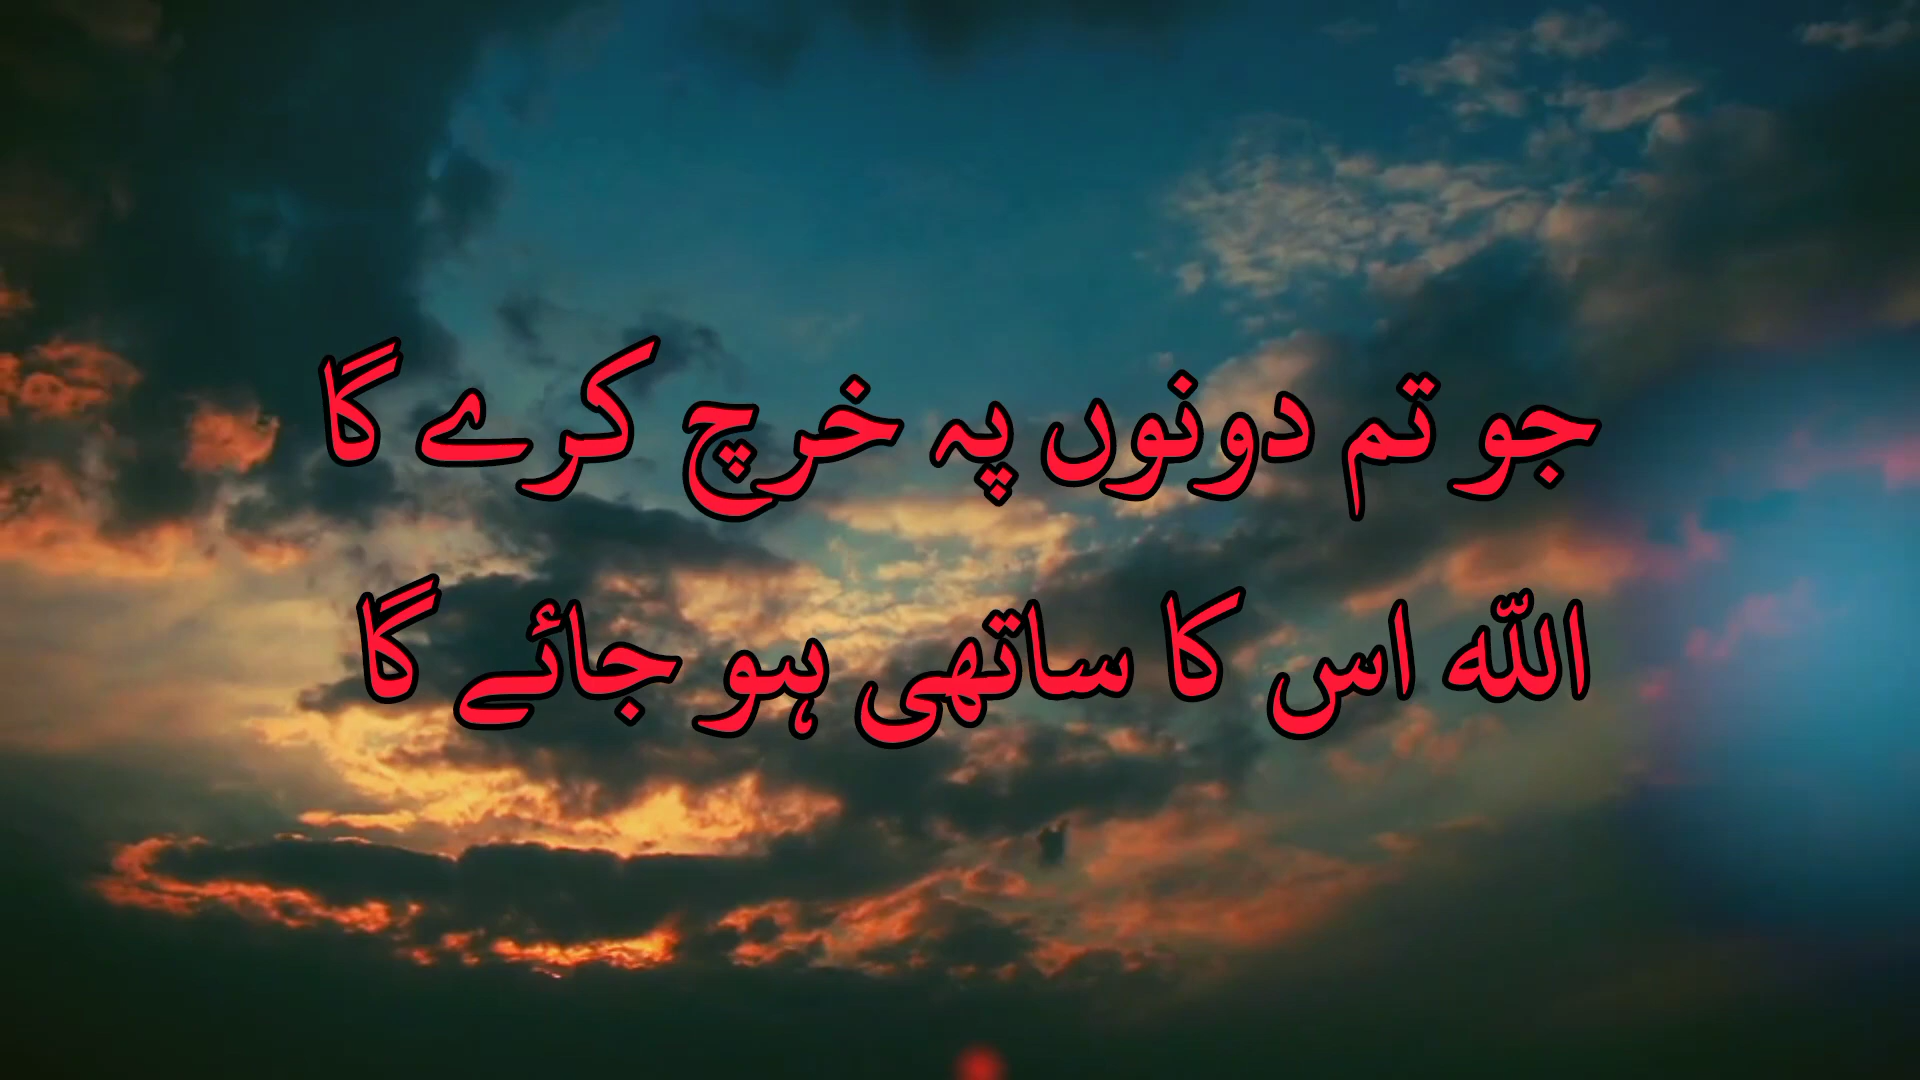 جو تم دونوں پہ خرچ کرے گا
اللہ اس کا ساتھی ہو جائے گا